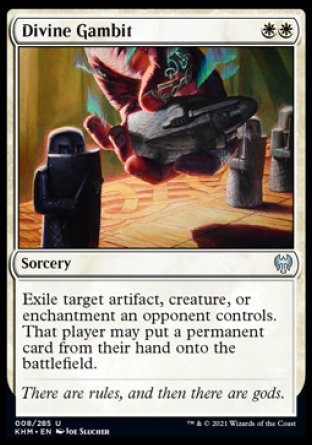 Divine Gambit
Sorcery
Exile target artifact, creature, or
enchantment an opponent controls.
That player may put a permanent
card from their hand onto the
battlefield.
There are rules, and then there are gods.
008/285 U
KHM • EN Joe Slucher
™ & © 2021 Wizards of the Coast